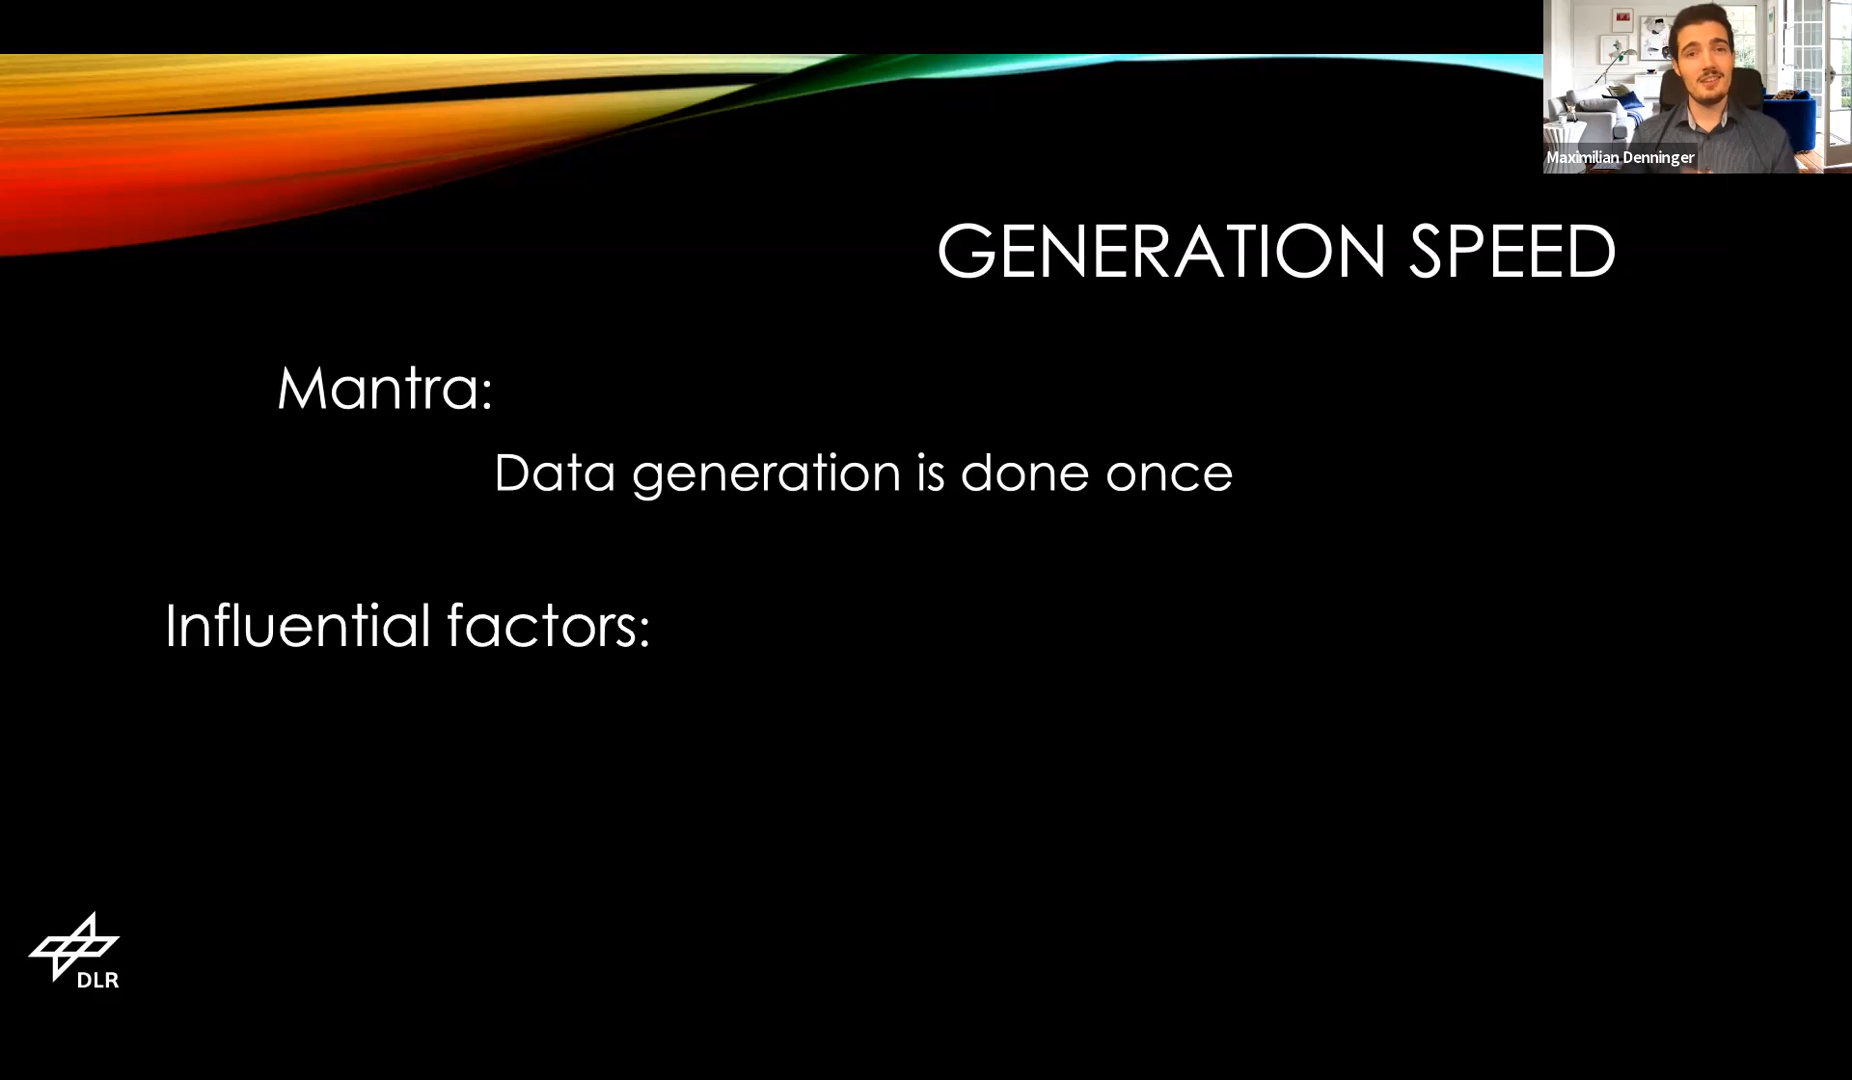 Maximilian Denninger
GENERATION SPEED
Mantra:
Data generation is done once
Influential factors:
DLR